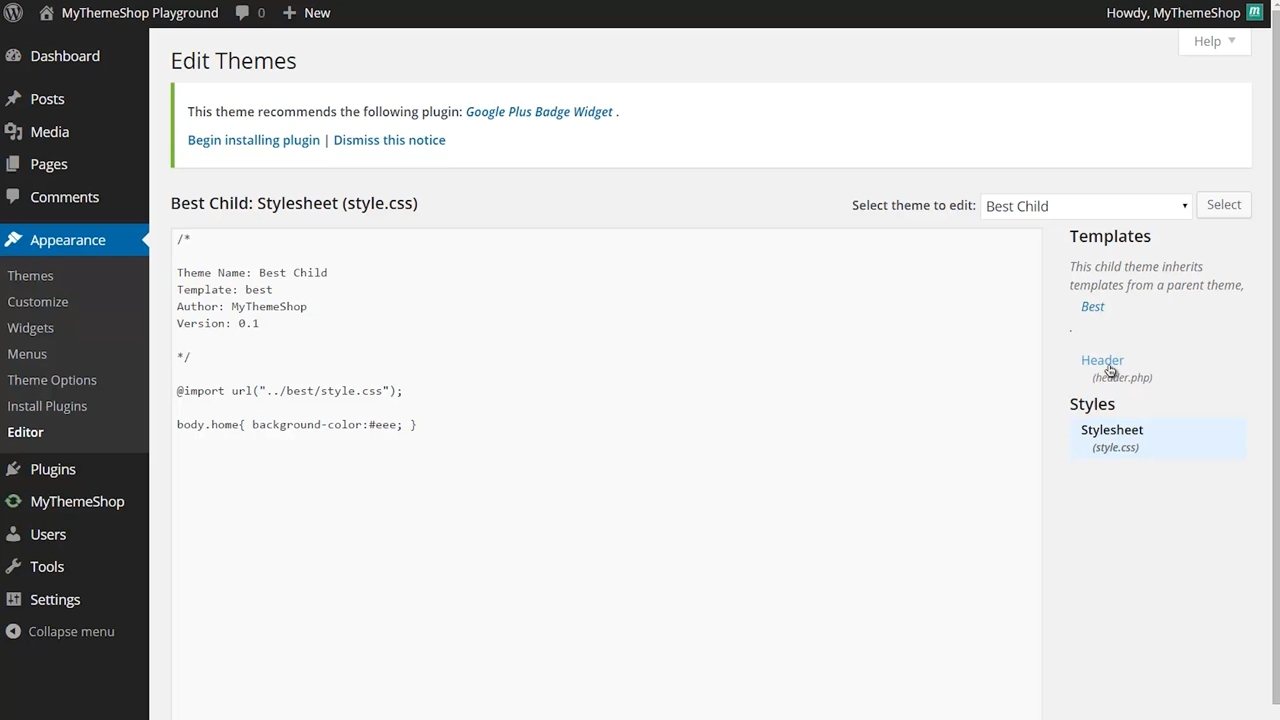 MyThemeShop Playground 0 New Howdy, MyThemeShop
Help
Dashboard
Posts
Media
Pages
Comments
Appearance
Themes
Customize
Widgets
Menus
Theme Options
Install Plugins
Editor
Plugins
MyThemeShop
Users
Tools
Settings
Collapse menu
Edit Themes
This theme recommends the following plugin: Google Plus Badge Widget .
Begin installing plugin | Dismiss this notice
Best Child: Stylesheet (style.css)
Select theme to edit: Best Child Select
/*
Theme Name: Best Child
Template: best
Author: MyThemeShop
Version: 0.1
*/
@import url("../best/style.css");
body.home{ background-color:#eee; }
Templates
This child theme inherits
templates from a parent theme,
Best
.
Header
(header.php)
Styles
Stylesheet
(style.css)